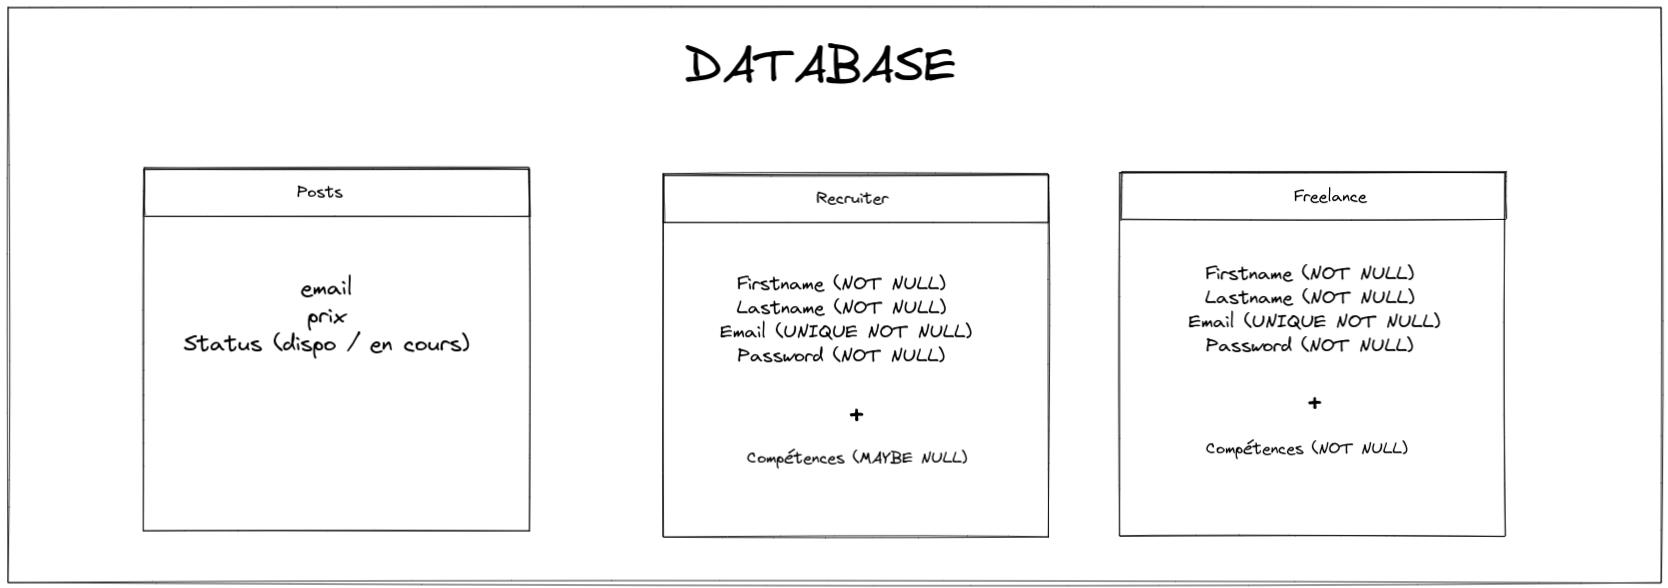 DATABASE
Posts
email
prix
Status (dispo / en cours)
Recruiter
Firstname (NOT NULL)
Lastname (NOT NULL)
Email (UNIQUE NOT NULL)
Password (NOT NULL)
+
Compétences (MAYBE NULL)
Freelance
Firstname (NOT NULL)
Lastname (NOT NULL)
Email (UNIQUE NOT NULL)
Password (NOT NULL)
+
Compétences (NOT NULL)